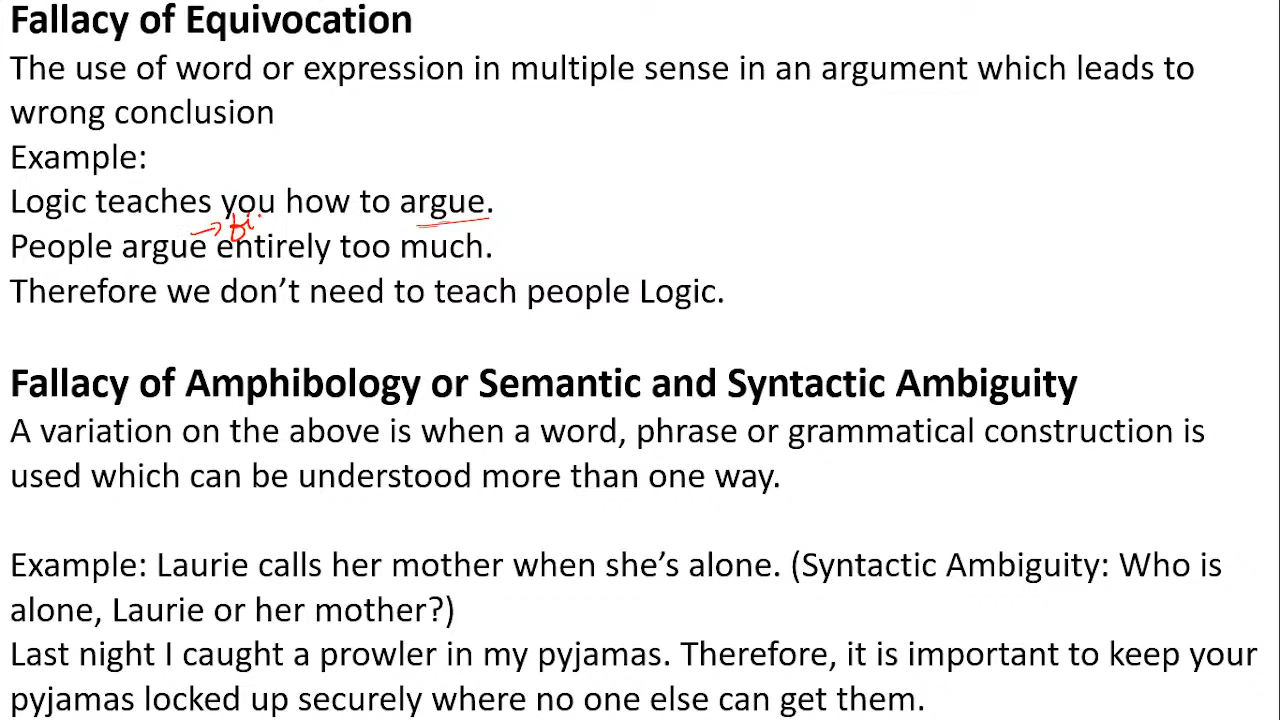 Fallacy of Equivocation
The use of word or expression in multiple sense in an argument which leads to
wrong conclusion
Example:
Logic teaches you how to argue.
People argue entirely too much.
Therefore we don’t need to teach people Logic.
Fallacy of Amphibology or Semantic and Syntactic Ambiguity
A variation on the above is when a word, phrase or grammatical construction is
used which can be understood more than one way.
Example: Laurie calls her mother when she’s alone. (Syntactic Ambiguity: Who is
alone, Laurie or her mother?)
Last night I caught a prowler in my pyjamas. Therefore, it is important to keep your
pyjamas locked up securely where no one else can get them.